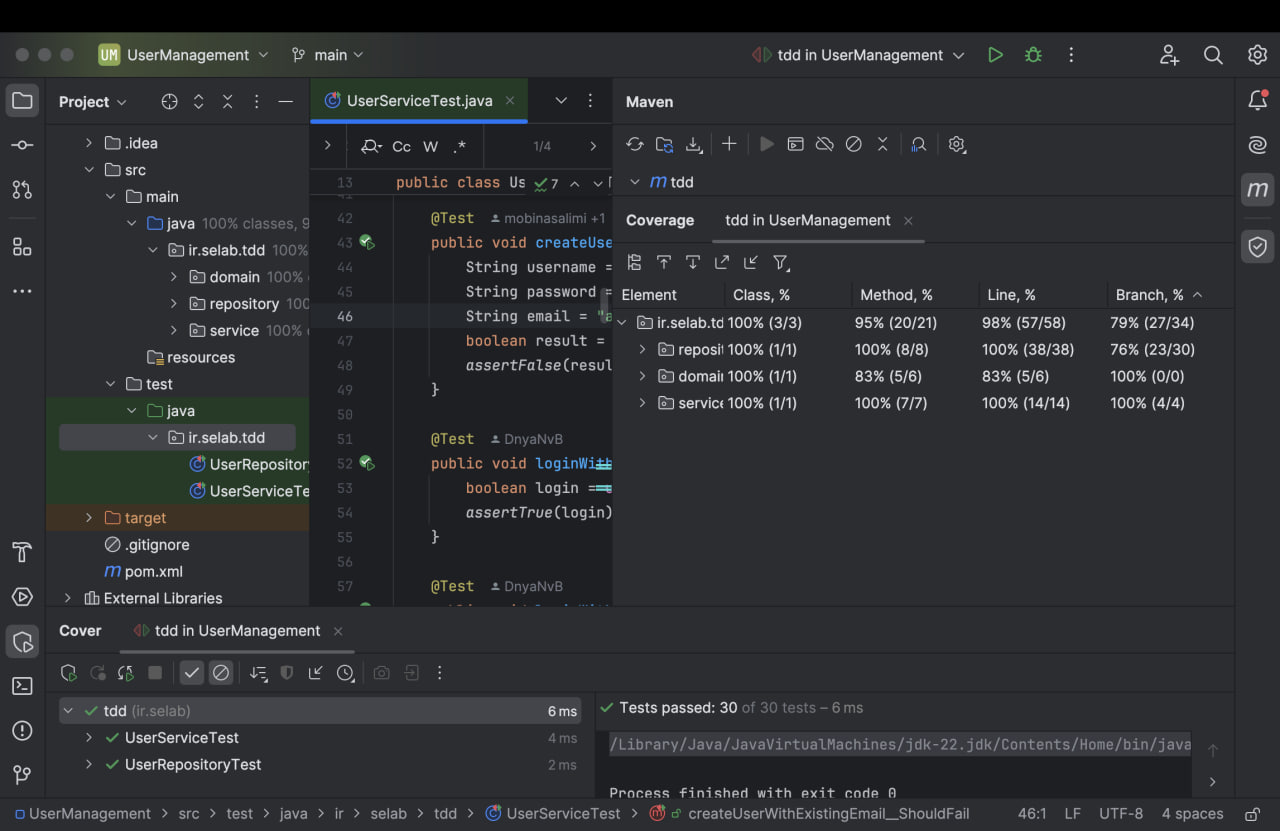 UM UserManagement main tdd in UserManagement
Project
.idea
src
main
java 100% classes, 9
ir.selab.tdd 100%
domain 100%
repository 100
service 100%
resources
test
java
ir.selab.tdd
UserRepository
UserServiceTe
target
.gitignore
pom.xml
External Libraries
UserServiceTest.java
Cc W .* 1/4
13 public class Us 7
41
42 @Test mobinasalimi +1
43 public void createUse
44 String username =
45 String password =
46 String email = "a
47 boolean result =
48 assertFalse(resul
49 }
50
51 @Test DnyaNvB
52 public void loginWith
53 boolean login =
54 assertTrue(login)
55 }
56
57 @Test DnyaNvB
Maven
m tdd
m
Coverage tdd in UserManagement
Element Class, % Method, % Line, % Branch, %
ir.selab.td 100% (3/3) 95% (20/21) 98% (57/58) 79% (27/34)
reposit 100% (1/1) 100% (8/8) 100% (38/38) 76% (23/30)
domai 100% (1/1) 83% (5/6) 83% (5/6) 100% (0/0)
service 100% (1/1) 100% (7/7) 100% (14/14) 100% (4/4)
Cover tdd in UserManagement
tdd (ir.selab) 6 ms
UserServiceTest 4 ms
UserRepositoryTest 2 ms
Tests passed: 30 of 30 tests – 6 ms
/Library/Java/JavaVirtualMachines/jdk-22.jdk/Contents/Home/bin/java
Process finished with exit code 0
UserManagement > src > test > java > ir > selab > tdd > UserServiceTest > createUserWithExistingEmail__ShouldFail 46:1 LF UTF-8 4 spaces